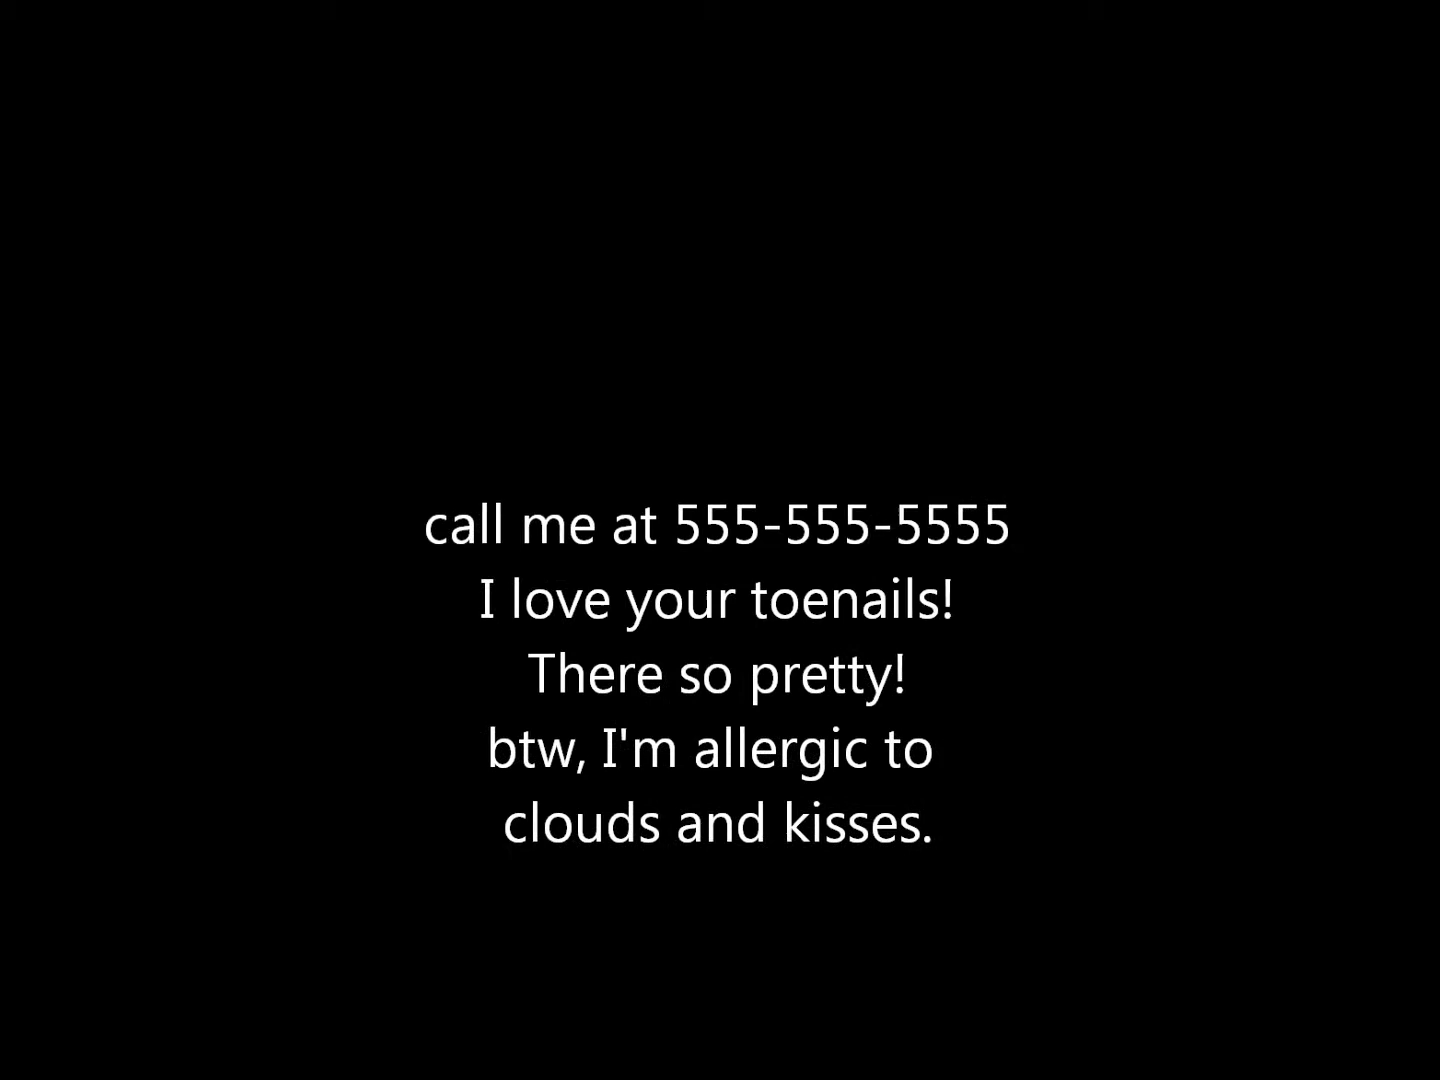 call me at 555-555-5555
I love your toenails!
There so pretty!
btw, I'm allergic to
clouds and kisses.